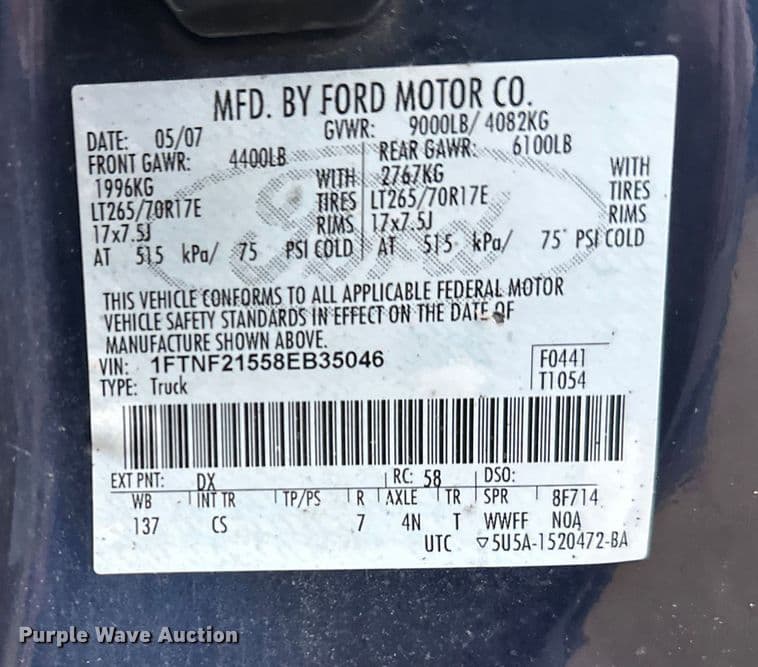 MFD. BY FORD MOTOR CO.
DATE: 05/07 GVWR: 9000LB/ 4082KG
FRONT GAWR: 4400LB REAR GAWR: 6100LB
1996KG WITH 2767KG WITH
LT265/70R17E TIRES LT265/70R17E TIRES
17x7.5J RIMS 17x7.5J RIMS
AT 515 kPa/ 75 PSI COLD AT 515 kPa/ 75 PSI COLD
Ford
THIS VEHICLE CONFORMS TO ALL APPLICABLE FEDERAL MOTOR
VEHICLE SAFETY STANDARDS IN EFFECT ON THE DATE OF
MANUFACTURE SHOWN ABOVE.
VIN: 1FTNF21558EB35046 F0441
TYPE: Truck T1054
EXT PNT: DX RC: 58 DSO:
WB INT TR TP/PS R AXLE TR SPR 8F714
137 CS 7 4N T WWFF NOA
UTC ▽5U5A-1520472-BA
Purple Wave Auction